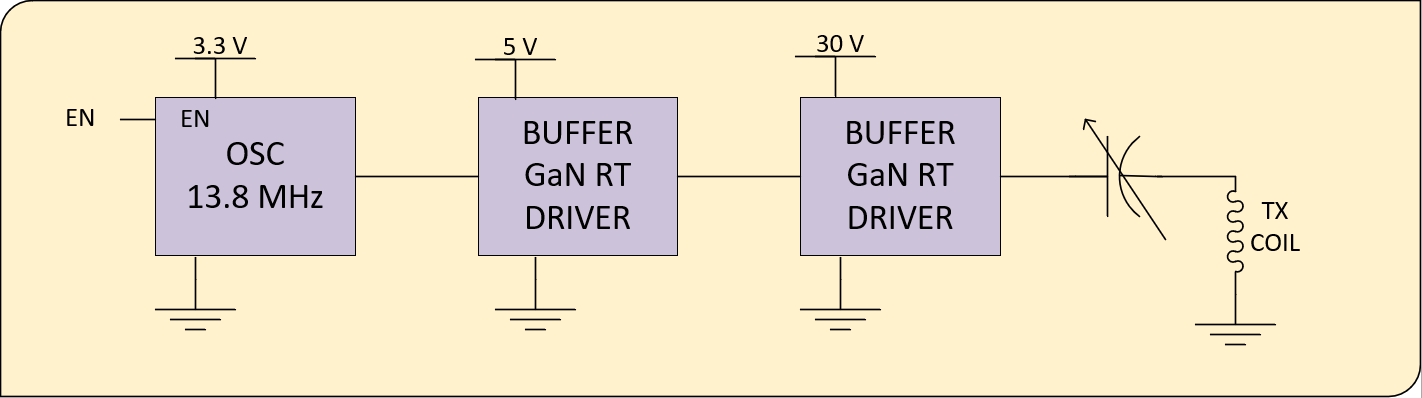 3.3 V
5 V
30 V
EN
EN
OSC
13.8 MHz
BUFFER
GaN RT
DRIVER
BUFFER
GaN RT
DRIVER
TX
COIL